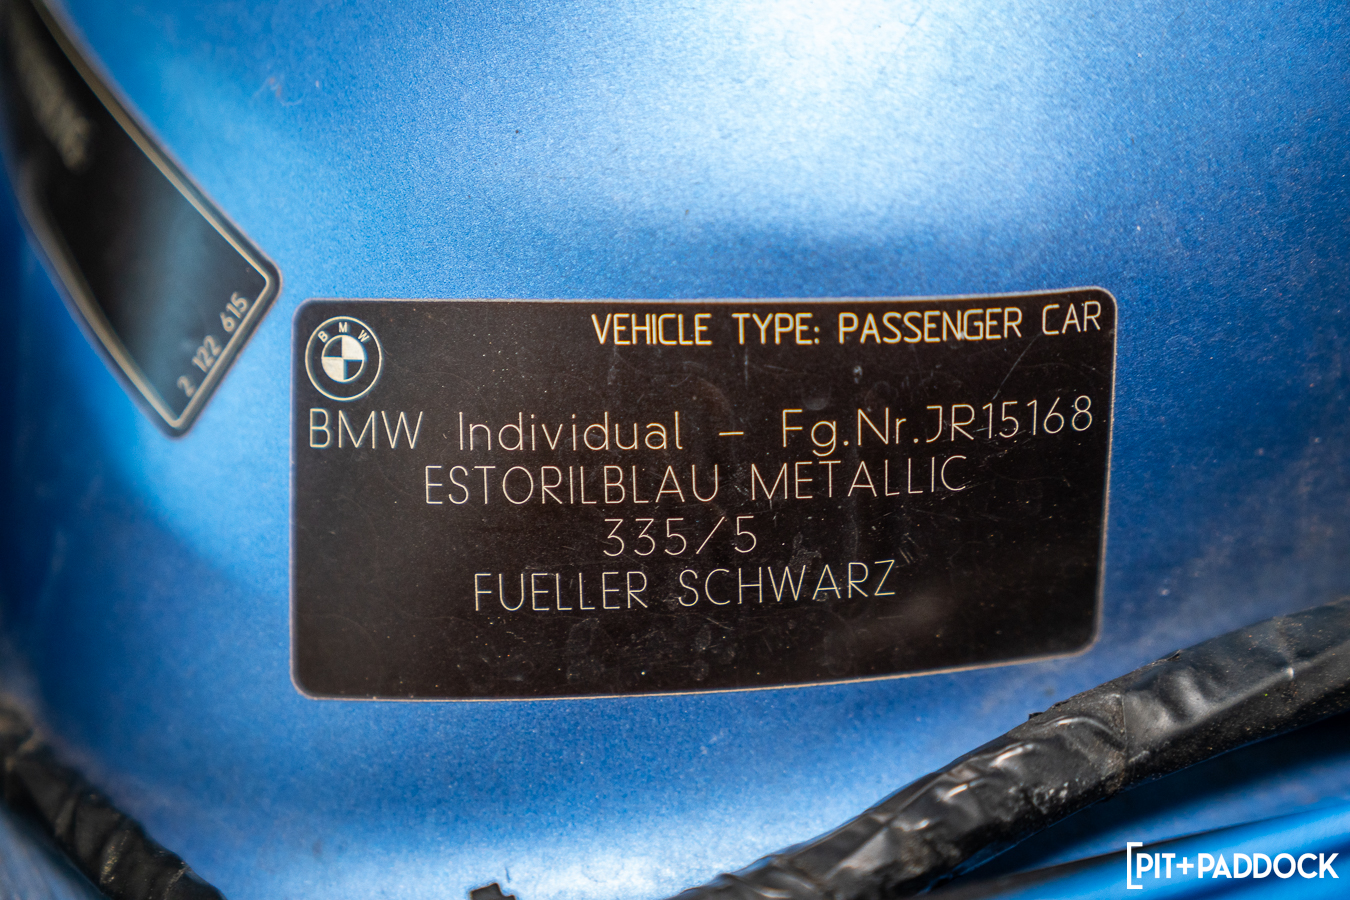 2 122 615
BMW
VEHICLE TYPE: PASSENGER CAR
BMW Individual - Fg.Nr.JR15168
ESTORILBLAU METALLIC
335/5
FUELLER SCHWARZ
[PIT+PADDOCK